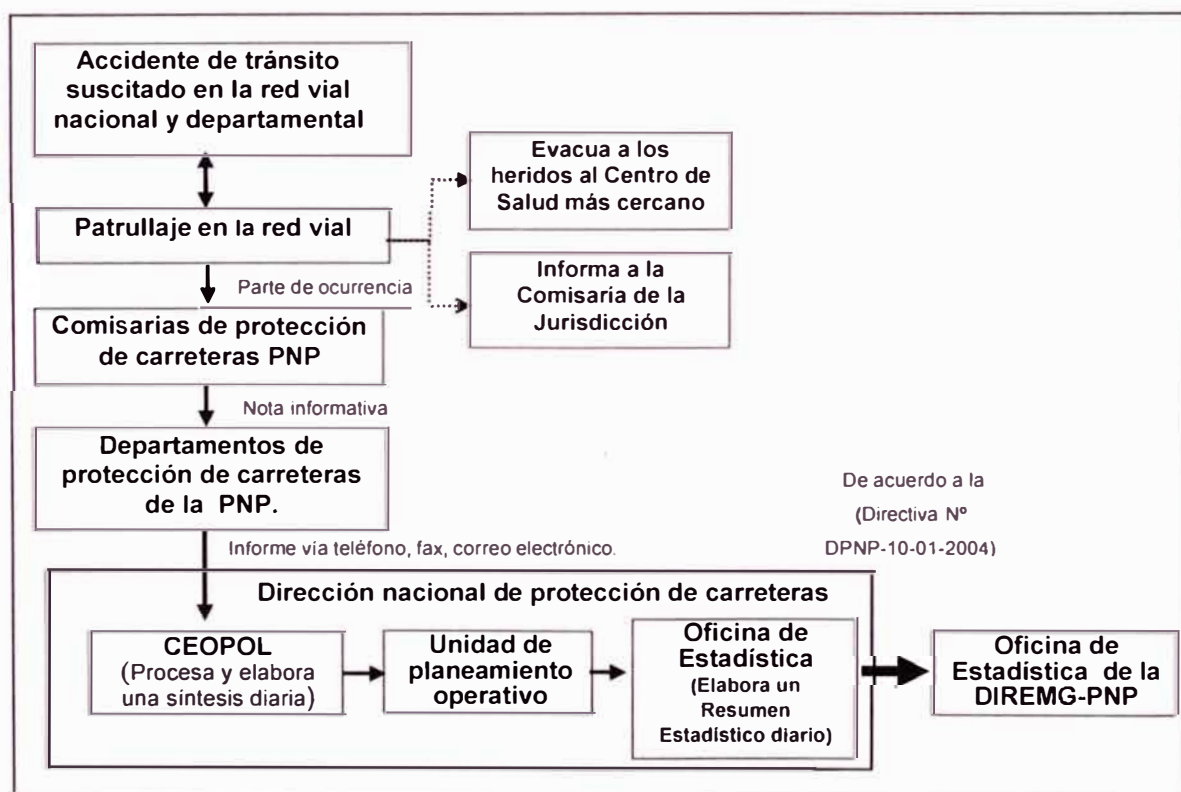 Accidente de tránsito
suscitado en la red vial
nacional y departamental
Evacua a los
heridos al Centro de
Salud más cercano
Patrullaje en la red vial
Informa a la
Comisaría de la
Jurisdicción
Parte de ocurrencia
Comisarias de protección
de carreteras PNP
Nota informativa
Departamentos de
protección de carreteras
de la PNP.
De acuerdo a la
(Directiva Nº
DPNP-10-01-2004)
Informe vía teléfono, fax, correo electrónico.
Dirección nacional de protección de carreteras
CEOPOL
(Procesa y elabora
una síntesis diaria)
Unidad de
planeamiento
operativo
Oficina de
Estadística
(Elabora un
Resumen
Estadístico diario)
Oficina de
Estadística de la
DIREMG-PNP